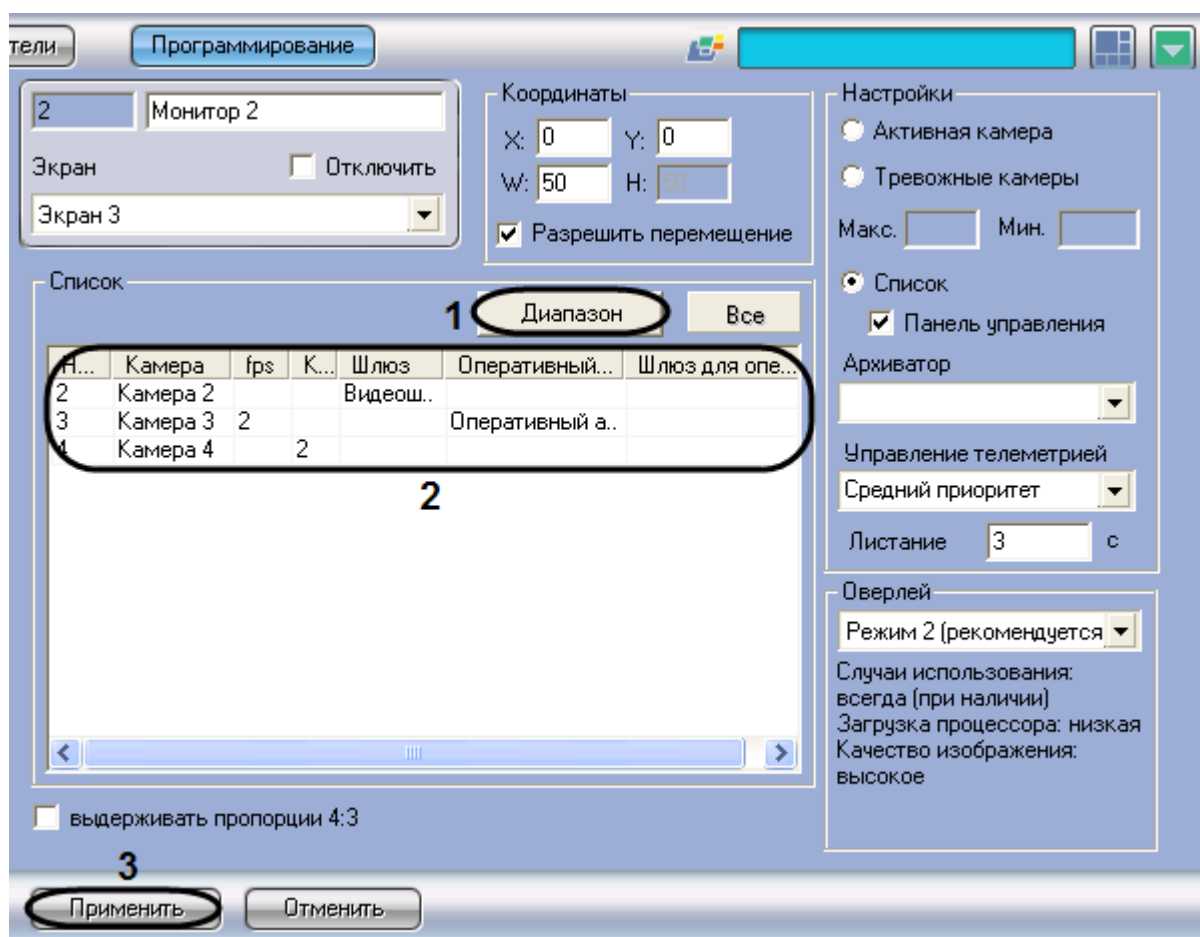 тели
Программирование
2
Монитор 2
Экран
Отключить
Экран 3
Координаты
X: 0 Y: 0
W: 50 H: 50
Разрешить перемещение
Настройки
Активная камера
Тревожные камеры
Макс. Мин.
Список
Панель управления
Архиватор
Управление телеметрией
Средний приоритет
Листание 3 с
Список
1 Диапазон Все
Н... Камера fps К... Шлюз Оперативный... Шлюз для опе...
2 Камера 2 Видеош..
3 Камера 3 2 Оперативный а..
4 Камера 4 2
2
Оверлей
Режим 2 (рекомендуется
Случаи использования:
всегда (при наличии)
Загрузка процессора: низкая
Качество изображения:
высокое
выдерживать пропорции 4:3
3
Применить Отменить